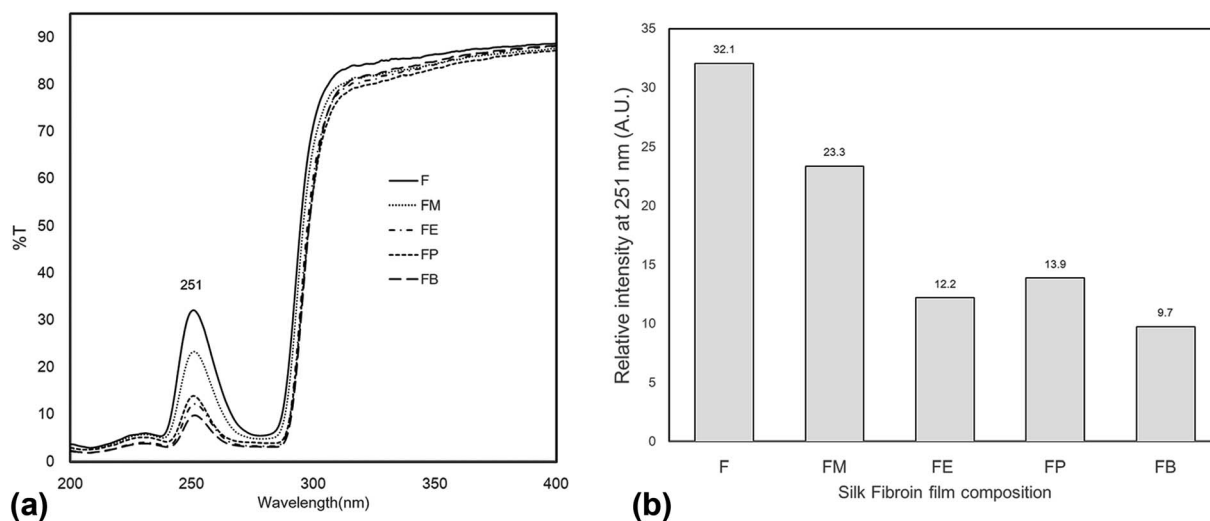 90
80
70
60
50
40
30
20
10
0
%T
251
F
FM
FE
FP
FB
200
250
300
350
400
Wavelength(nm)
(a)
35
30
25
20
15
10
5
0
Relative intensity at 251 nm (A.U.)
32.1
23.3
12.2
13.9
9.7
F
FM
FE
FP
FB
Silk Fibroin film composition
(b)